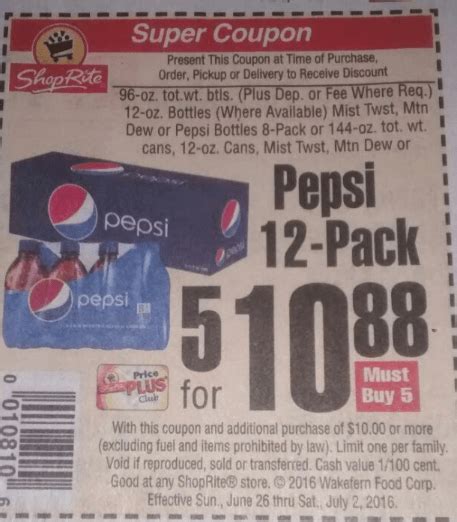 Super Coupon
ShopRite
Present This Coupon at Time of Purchase,
Order, Pickup or Delivery to Receive Discount
96-oz. tot.wt. btls. (Plus Dep. or Fee Where Req.)
12-oz. Bottles (Where Available) Mist Twst, Mtn
Dew or Pepsi Bottles 8-Pack or 144-oz. tot. wt.
cans, 12-oz. Cans, Mist Twst, Mtn Dew or
Pepsi
12-Pack
pepsi
pepsi
5 for 10 88
Must
Buy 5
Price
PLUS
Club
0 010810 6
With this coupon and additional purchase of $10.00 or more
(excluding fuel and items prohibited by law). Limit one per family.
Void if reproduced, sold or transferred. Cash value 1/100 cent.
Good at any ShopRite® store. © 2016 Wakefern Food Corp.
Effective Sun., June 26 thru Sat., July 2, 2016.